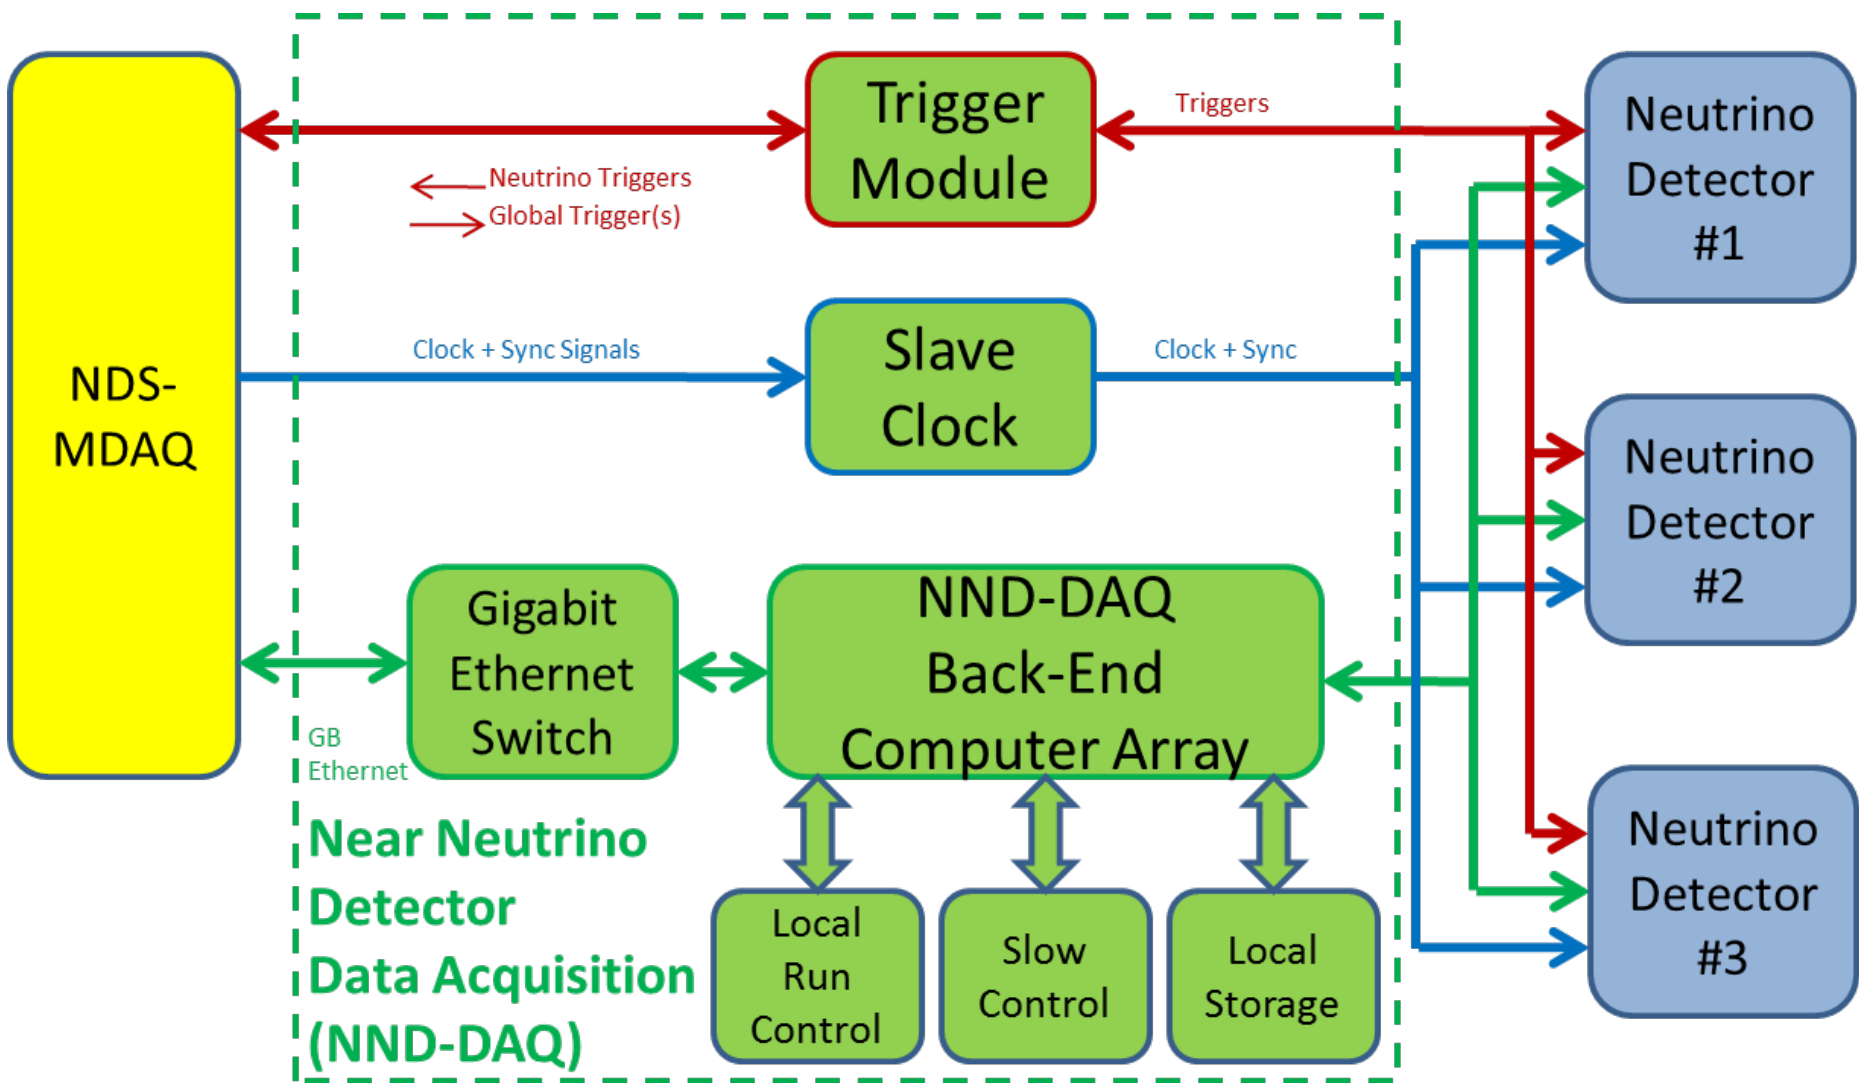 NDS-
MDAQ
Trigger
Module
Triggers
Neutrino Triggers
Global Trigger(s)
Clock + Sync Signals
Slave
Clock
Clock + Sync
Gigabit
Ethernet
Switch
GB
Ethernet
NND-DAQ
Back-End
Computer Array
Near Neutrino
Detector
Data Acquisition
(NND-DAQ)
Local
Run
Control
Slow
Control
Local
Storage
Neutrino
Detector
#1
Neutrino
Detector
#2
Neutrino
Detector
#3